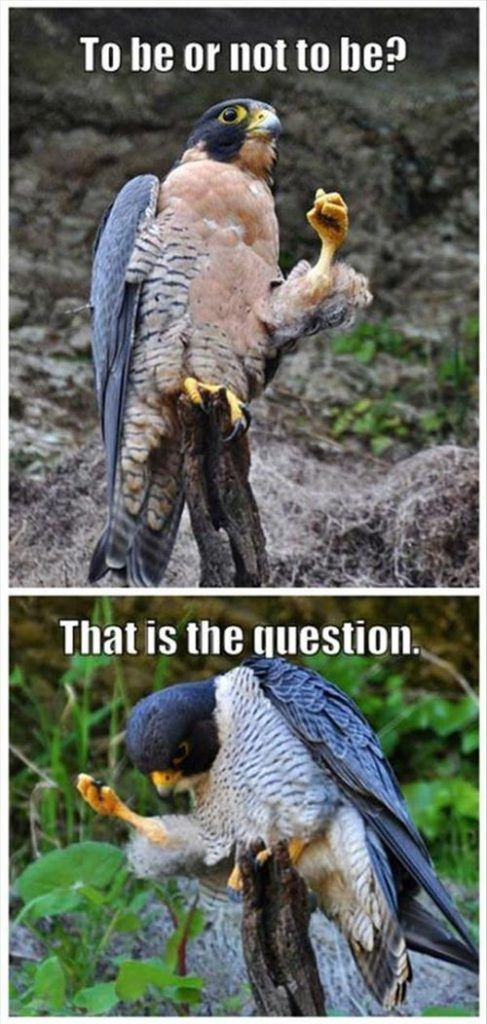 To be or not to be?
That is the question.